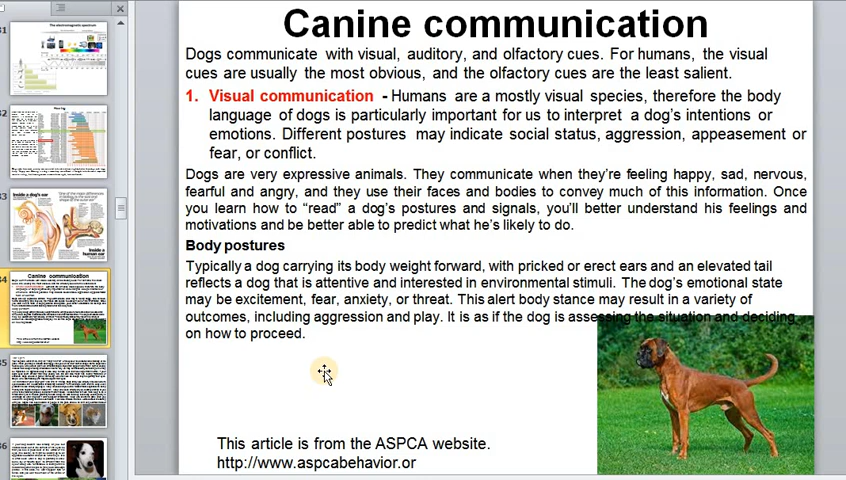 Canine communication
Dogs communicate with visual, auditory, and olfactory cues. For humans, the visual
cues are usually the most obvious, and the olfactory cues are the least salient.
1. Visual communication - Humans are a mostly visual species, therefore the body
language of dogs is particularly important for us to interpret a dog's intentions or
emotions. Different postures may indicate social status, aggression, appeasement or
fear, or conflict.
Dogs are very expressive animals. They communicate when they're feeling happy, sad, nervous,
fearful and angry, and they use their faces and bodies to convey much of this information. Once
you learn how to “read” a dog's postures and signals, you'll better understand his feelings and
motivations and be better able to predict what he's likely to do.
Body postures
Typically a dog carrying its body weight forward, with pricked or erect ears and an elevated tail
reflects a dog that is attentive and interested in environmental stimuli. The dog's emotional state
may be excitement, fear, anxiety, or threat. This alert body stance may result in a variety of
outcomes, including aggression and play. It is as if the dog is assessing the situation and deciding
on how to proceed.
This article is from the ASPCA website.
http://www.aspcabehavior.or
Inside a dog's ear
Inside a
human ear
Canine communication